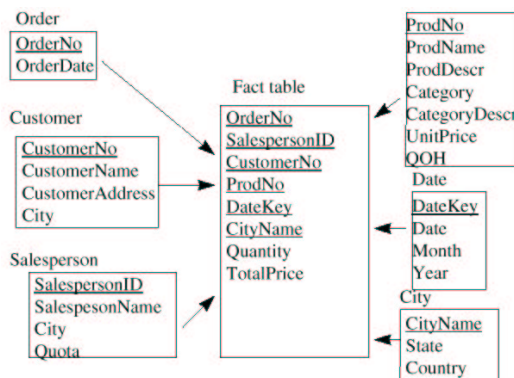 Order
OrderNo
OrderDate
Customer
CustomerNo
CustomerName
CustomerAddress
City
Salesperson
SalespersonID
SalespesonName
City
Quota
Fact table
OrderNo
SalespersonID
CustomerNo
ProdNo
DateKey
CityName
Quantity
TotalPrice
ProdNo
ProdName
ProdDescr
Category
CategoryDescr
UnitPrice
QOH
Date
DateKey
Date
Month
Year
City
CityName
State
Country